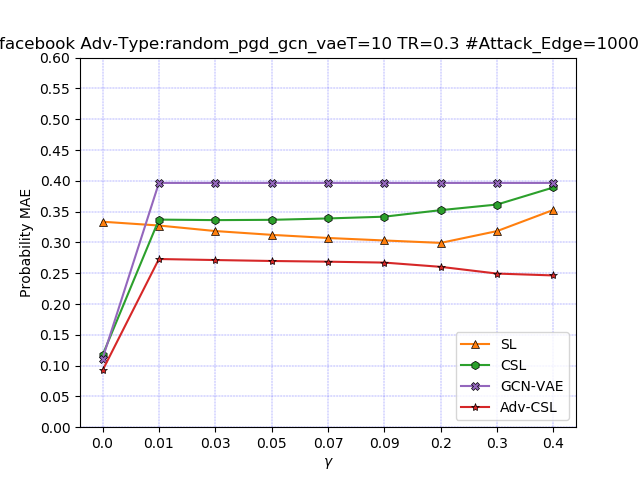 facebook Adv-Type:random_pgd_gcn_vaeT=10 TR=0.3 #Attack_Edge=1000
0.60
0.55
0.50
0.45
0.40
0.35
0.30
0.25
0.20
0.15
0.10
0.05
0.00
Probability MAE
SL
CSL
GCN-VAE
Adv-CSL
0.0 0.01 0.03 0.05 0.07 0.09 0.2 0.3 0.4
γ